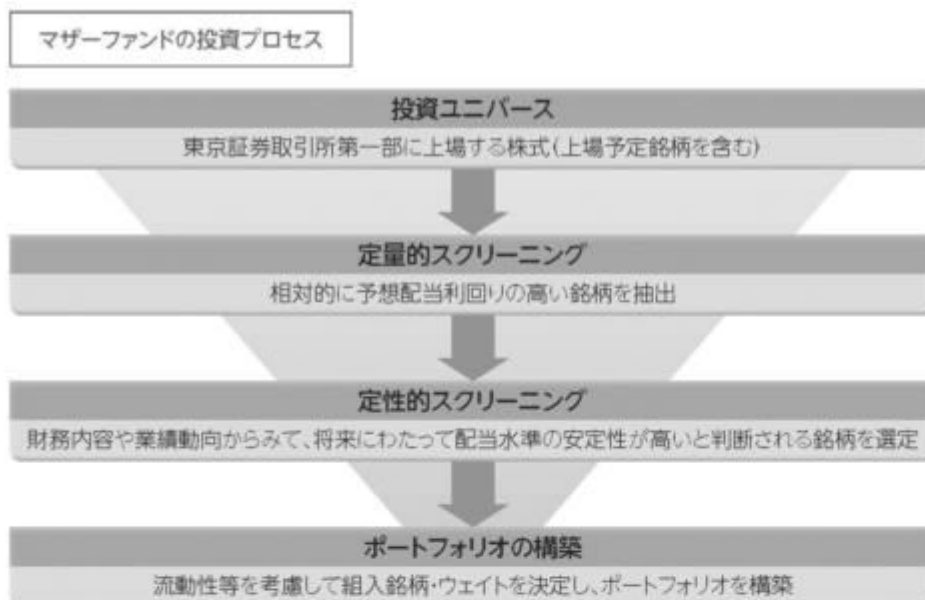 マザーファンドの投資プロセス
投資ユニバース
東京証券取引所第一部に上場する株式(上場予定銘柄を含む)
定量的スクリーニング
相対的に予想配当利回りの高い銘柄を抽出
定性的スクリーニング
財務内容や業績動向からみて、将来にわたって配当水準の安定性が高いと判断される銘柄を選定
ポートフォリオの構築
流動性等を考慮して組入銘柄・ウェイトを決定し、ポートフォリオを構築